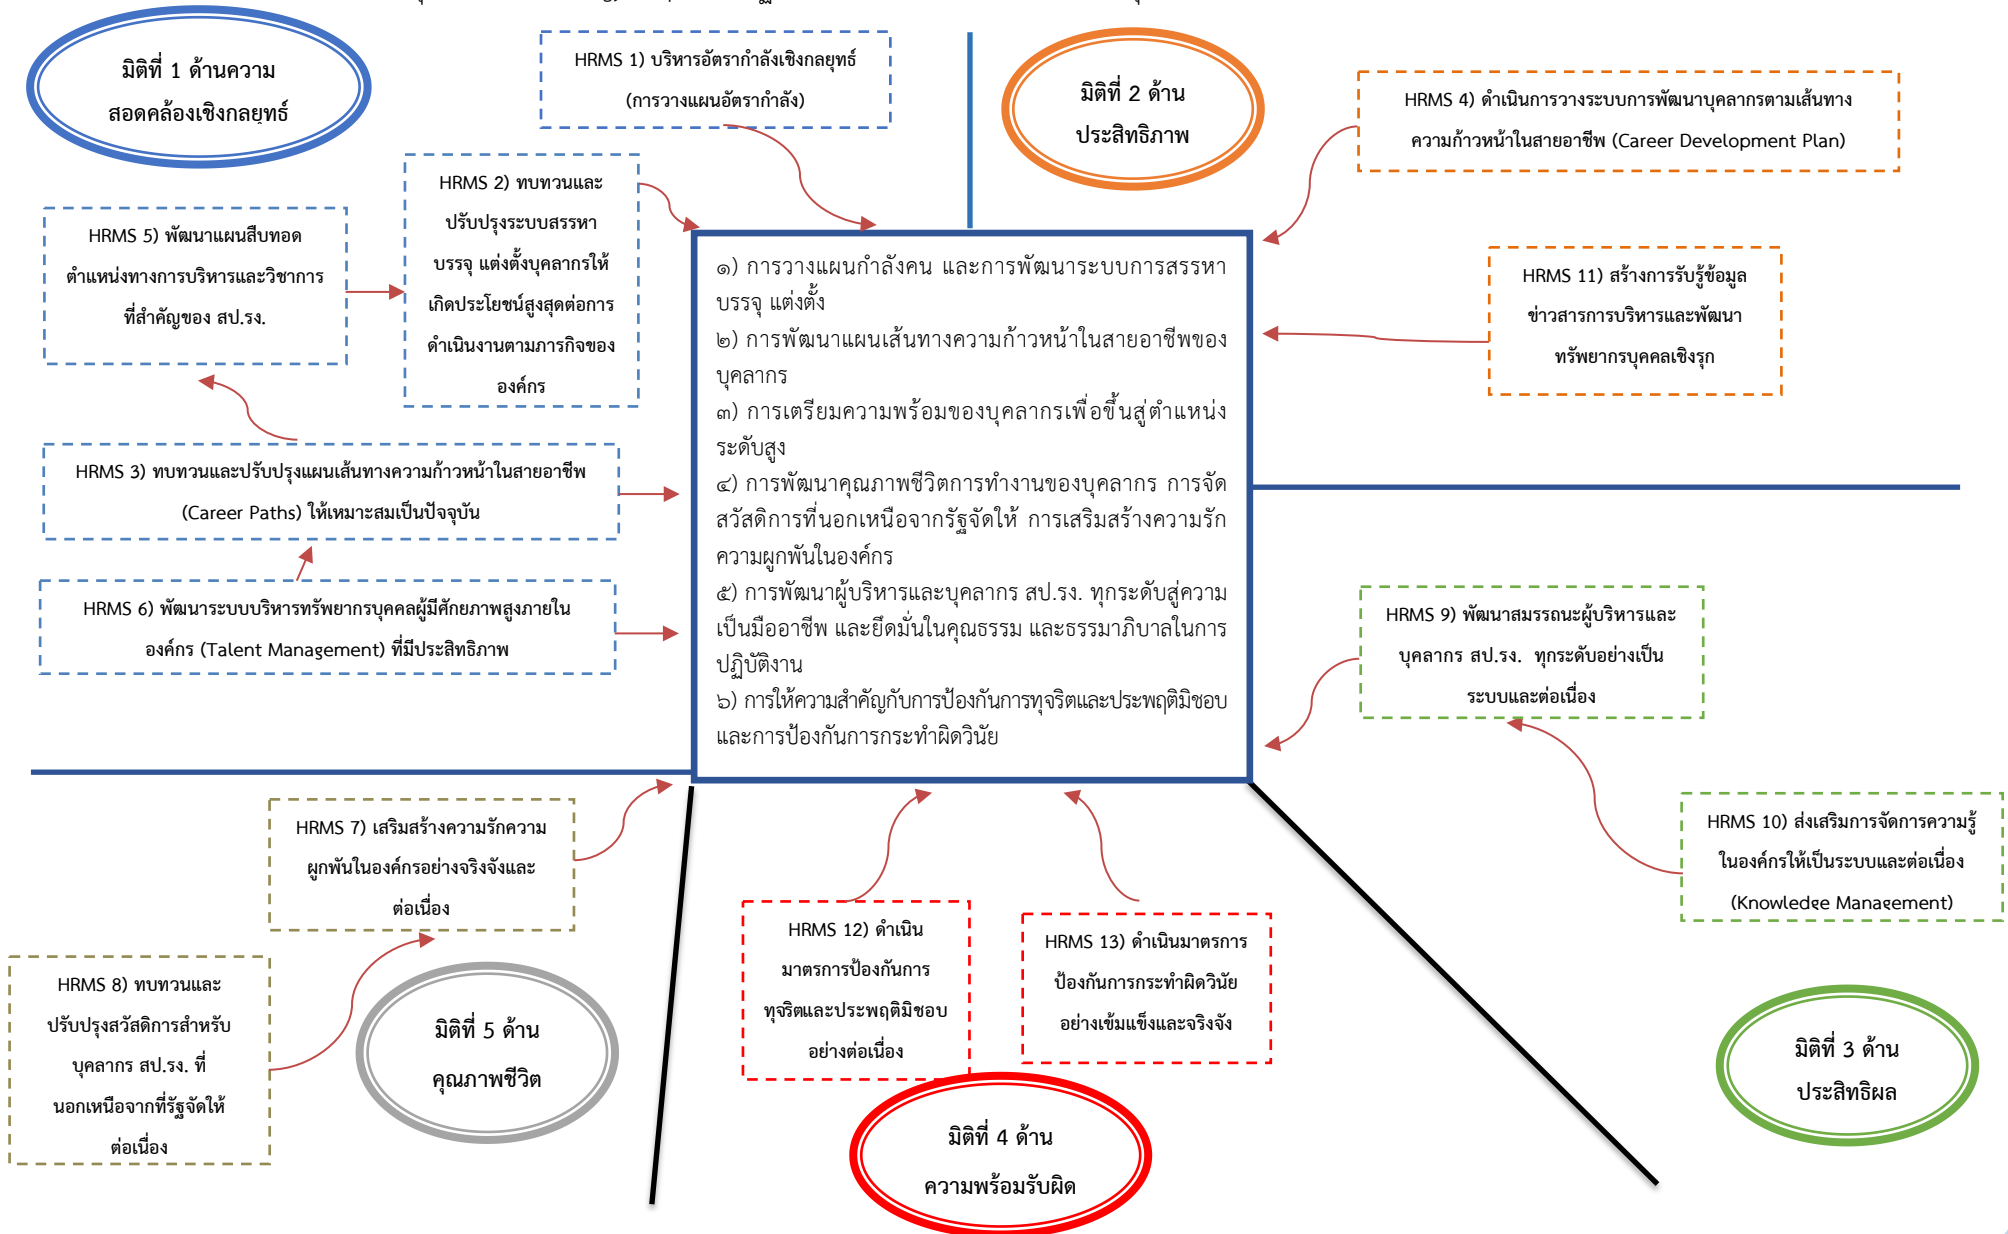 มิติที่ 1 ด้านความ
สอดคล้องเชิงกลยุทธ์
HRMS 1) บริหารอัตรากำลังเชิงกลยุทธ์
(การวางแผนอัตรากำลัง)
มิติที่ 2 ด้าน
ประสิทธิภาพ
HRMS 4) ดำเนินการวางระบบการพัฒนาบุคลากรตามเส้นทาง
ความก้าวหน้าในสายอาชีพ (Career Development Plan)
HRMS 2) ทบทวนและ
ปรับปรุงระบบสรรหา
บรรจุ แต่งตั้งบุคลากรให้
เกิดประโยชน์สูงสุดต่อการ
ดำเนินงานตามภารกิจของ
องค์กร
HRMS 5) พัฒนาแผนสืบทอด
ตำแหน่งทางการบริหารและวิชาการ
ที่สำคัญของ สป.รง.
HRMS 11) สร้างการรับรู้ข้อมูล
ข่าวสารการบริหารและพัฒนา
ทรัพยากรบุคคลเชิงรุก
๑) การวางแผนกำลังคน และการพัฒนาระบบการสรรหา
บรรจุ แต่งตั้ง
๒) การพัฒนาแผนเส้นทางความก้าวหน้าในสายอาชีพของ
บุคลากร
๓) การเตรียมความพร้อมของบุคลากรเพื่อขึ้นสู่ตำแหน่ง
ระดับสูง
๔) การพัฒนาคุณภาพชีวิตการทำงานของบุคลากร การจัด
สวัสดิการที่นอกเหนือจากรัฐจัดให้ การเสริมสร้างความรัก
ความผูกพันในองค์กร
๕) การพัฒนาผู้บริหารและบุคลากร สป.รง. ทุกระดับสู่ความ
เป็นมืออาชีพ และยึดมั่นในคุณธรรม และธรรมาภิบาลในการ
ปฏิบัติงาน
๖) การให้ความสำคัญกับการป้องกันการทุจริตและประพฤติมิชอบ
และการป้องกันการกระทำผิดวินัย
HRMS 3) ทบทวนและปรับปรุงแผนเส้นทางความก้าวหน้าในสายอาชีพ
(Career Paths) ให้เหมาะสมเป็นปัจจุบัน
HRMS 6) พัฒนาระบบบริหารทรัพยากรบุคคลผู้มีศักยภาพสูงภายใน
องค์กร (Talent Management) ที่มีประสิทธิภาพ
HRMS 9) พัฒนาสมรรถนะผู้บริหารและ
บุคลากร สป.รง. ทุกระดับอย่างเป็น
ระบบและต่อเนื่อง
HRMS 7) เสริมสร้างความรักความ
ผูกพันในองค์กรอย่างจริงจังและ
ต่อเนื่อง
HRMS 10) ส่งเสริมการจัดการความรู้
ในองค์กรให้เป็นระบบและต่อเนื่อง
(Knowledge Management)
HRMS 8) ทบทวนและ
ปรับปรุงสวัสดิการสำหรับ
บุคลากร สป.รง. ที่
นอกเหนือจากที่รัฐจัดให้
ต่อเนื่อง
มิติที่ 5 ด้าน
คุณภาพชีวิต
HRMS 12) ดำเนิน
มาตรการป้องกันการ
ทุจริตและประพฤติมิชอบ
อย่างต่อเนื่อง
HRMS 13) ดำเนินมาตรการ
ป้องกันการกระทำผิดวินัย
อย่างเข้มแข็งและจริงจัง
มิติที่ 4 ด้าน
ความพร้อมรับผิด
มิติที่ 3 ด้าน
ประสิทธิผล